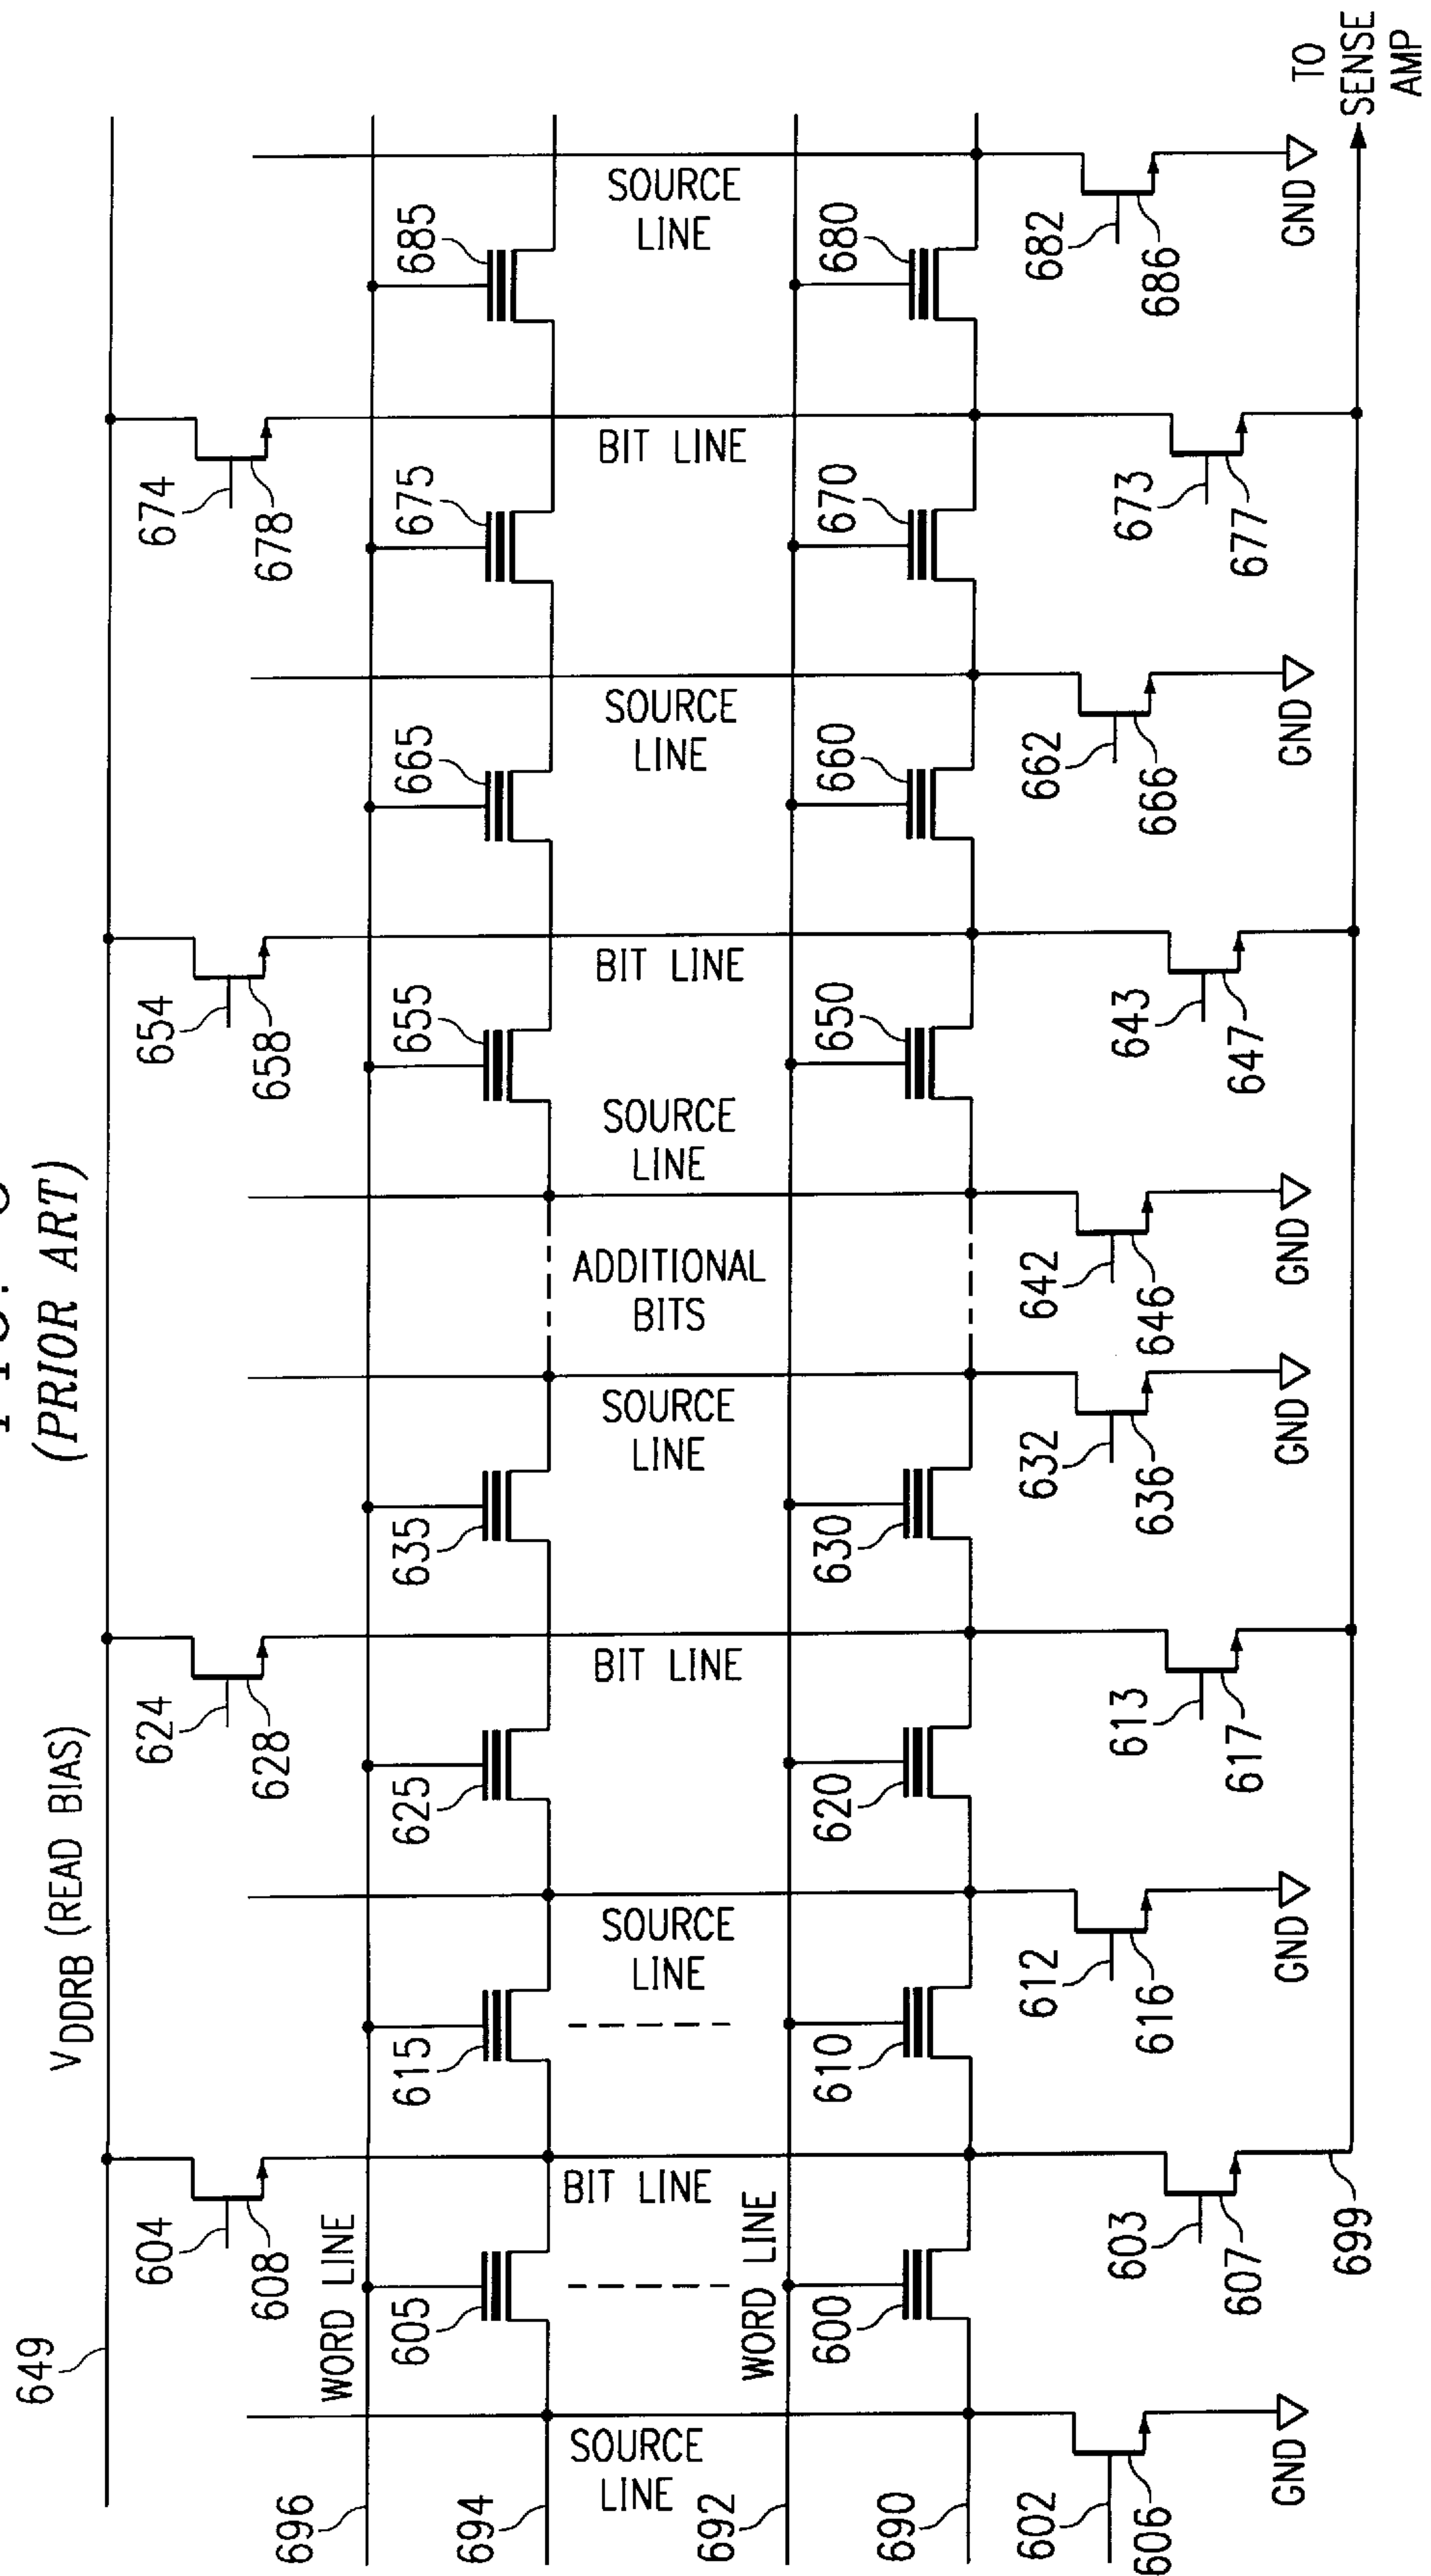 (PRIOR ART)
649
VDDRB (READ BIAS)
604
608
624
628
654
658
674
678
696
WORD LINE
605
615
625
635
655
665
675
685
694
SOURCE
LINE
BIT LINE
SOURCE
LINE
BIT LINE
SOURCE
LINE
ADDITIONAL
BITS
SOURCE
LINE
BIT LINE
SOURCE
LINE
BIT LINE
SOURCE
LINE
692
WORD LINE
600
610
620
630
650
660
670
680
690
602
606
GND
603
607
699
612
616
GND
613
617
632
636
GND
642
646
GND
643
647
662
666
GND
673
677
682
686
GND
TO
SENSE
AMP